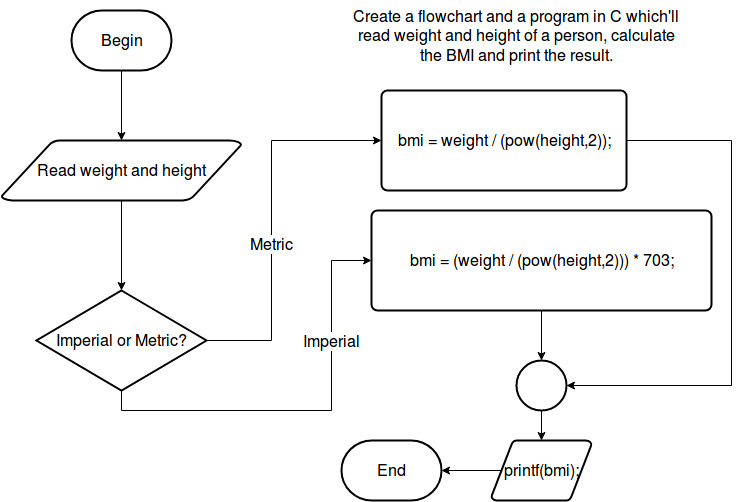 Create a flowchart and a program in C which'll
read weight and height of a person, calculate
the BMI and print the result.
Begin
Read weight and height
Imperial or Metric?
Metric
bmi = weight / (pow(height,2));
Imperial
bmi = (weight / (pow(height,2))) * 703;
printf(bmi);
End